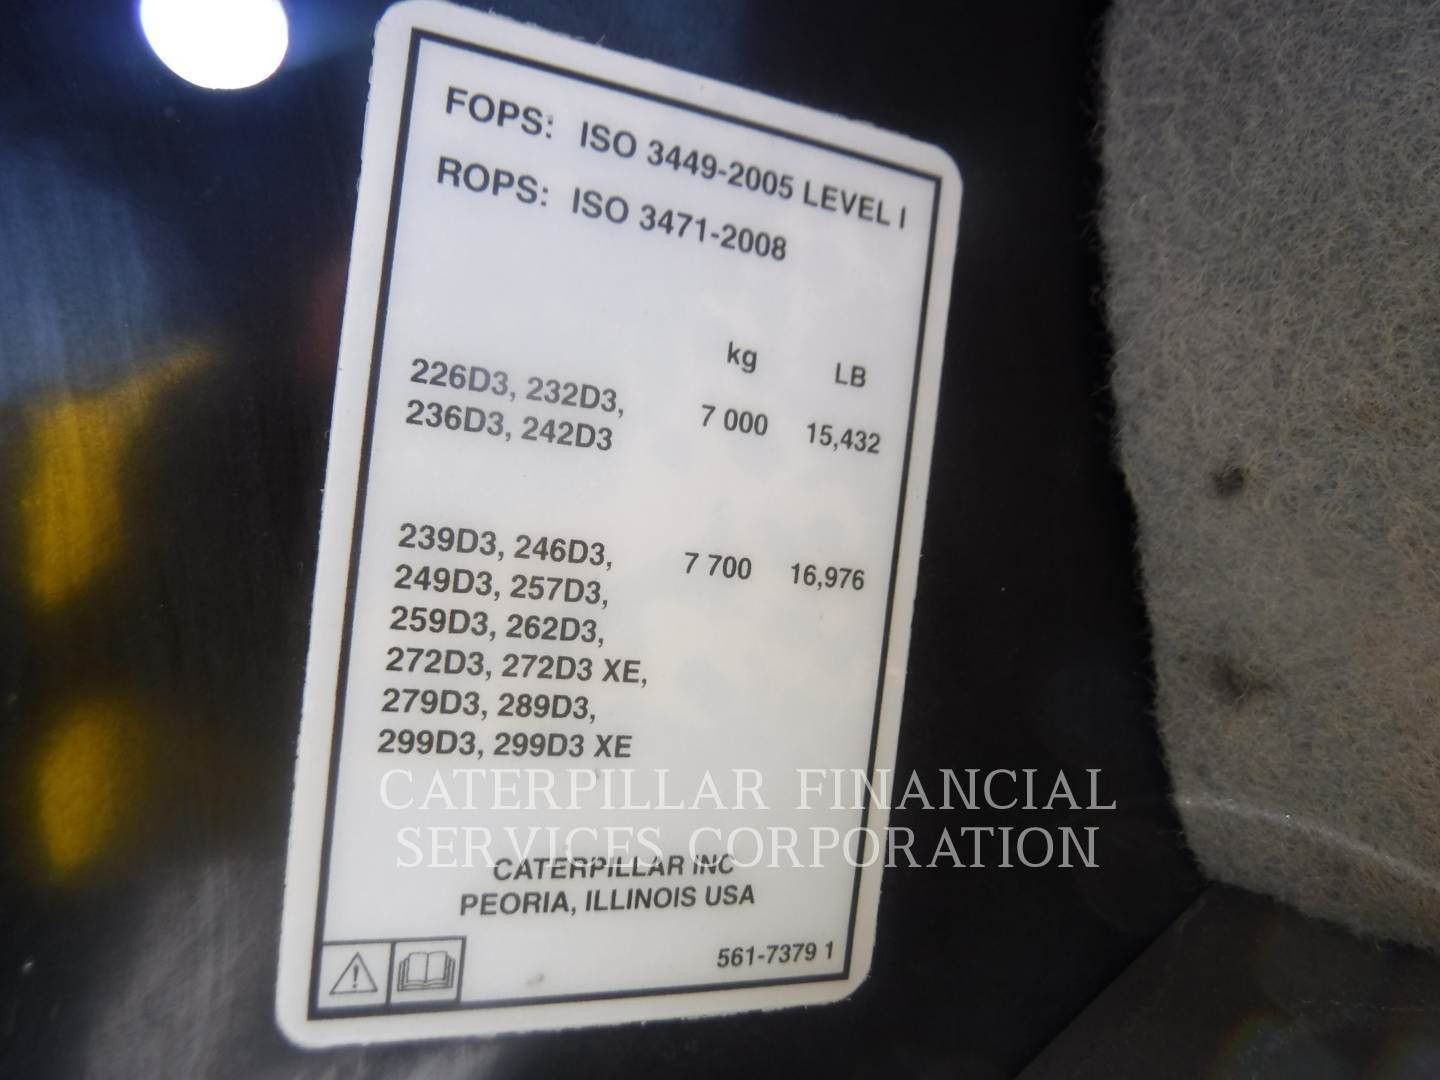 FOPS: ISO 3449-2005 LEVEL I
ROPS: ISO 3471-2008
kg LB
226D3, 232D3, 7 000 15,432
236D3, 242D3
239D3, 246D3, 7 700 16,976
249D3, 257D3,
259D3, 262D3,
272D3, 272D3 XE,
279D3, 289D3,
299D3, 299D3 XE
CATERPILLAR FINANCIAL
SERVICES CORPORATION
CATERPILLAR INC
PEORIA, ILLINOIS USA
561-7379 1